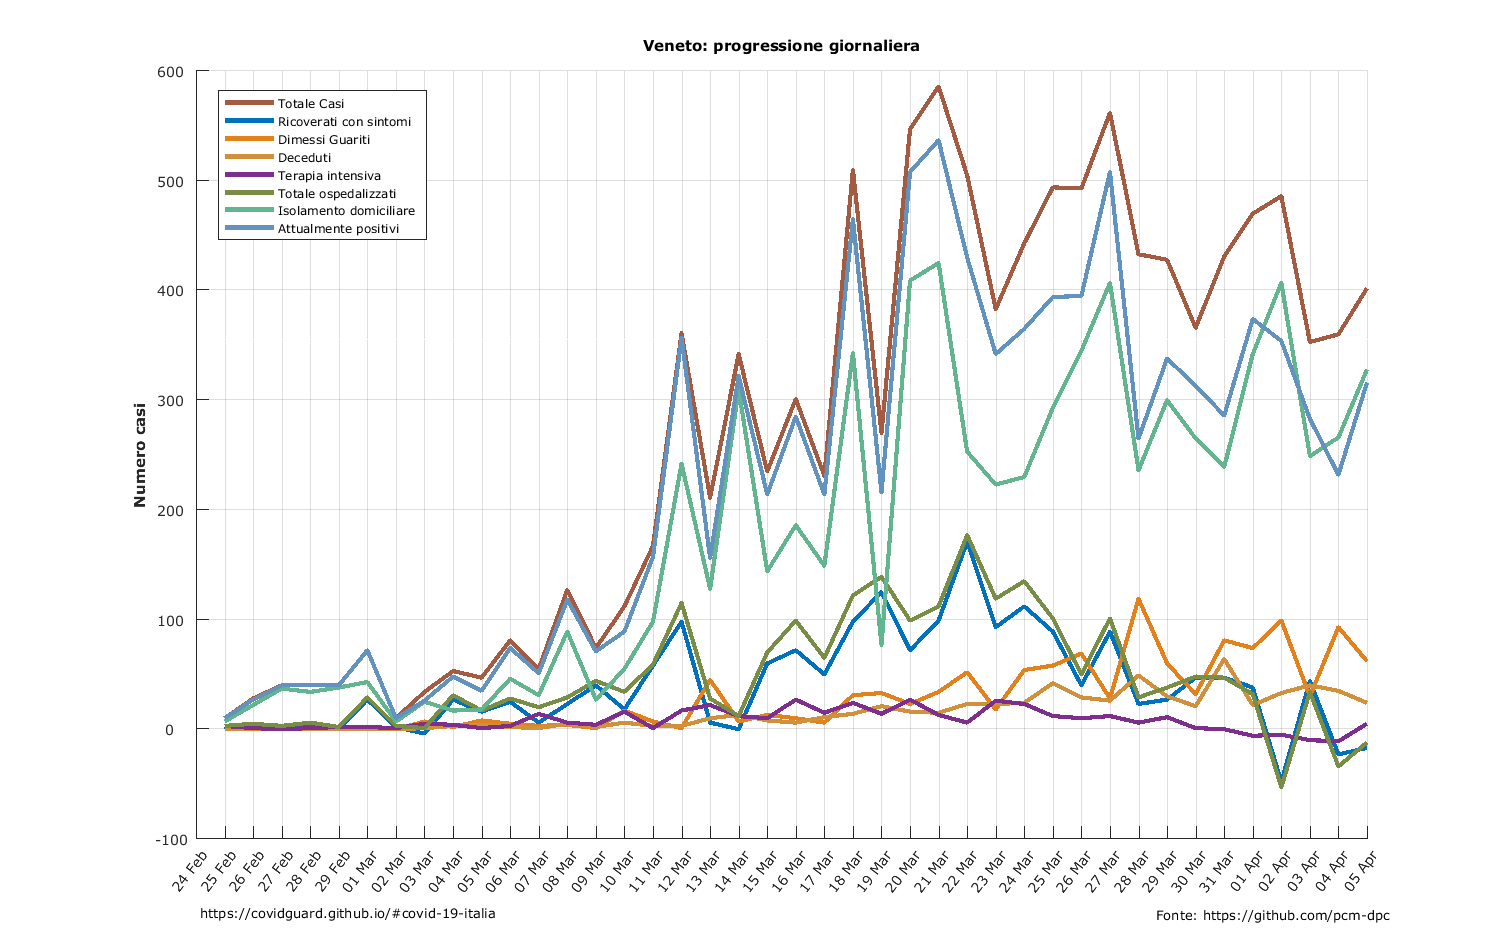 Veneto: progressione giornaliera
600
500
400
300
200
100
0
-100
Numero casi
Totale Casi
Ricoverati con sintomi
Dimessi Guariti
Deceduti
Terapia intensiva
Totale ospedalizzati
Isolamento domiciliare
Attualmente positivi
24 Feb
25 Feb
26 Feb
27 Feb
28 Feb
29 Feb
01 Mar
02 Mar
03 Mar
04 Mar
05 Mar
06 Mar
07 Mar
08 Mar
09 Mar
10 Mar
11 Mar
12 Mar
13 Mar
14 Mar
15 Mar
16 Mar
17 Mar
18 Mar
19 Mar
20 Mar
21 Mar
22 Mar
23 Mar
24 Mar
25 Mar
26 Mar
27 Mar
28 Mar
29 Mar
30 Mar
31 Mar
01 Apr
02 Apr
03 Apr
04 Apr
05 Apr
https://covidguard.github.io/#covid-19-italia
Fonte: https://github.com/pcm-dpc